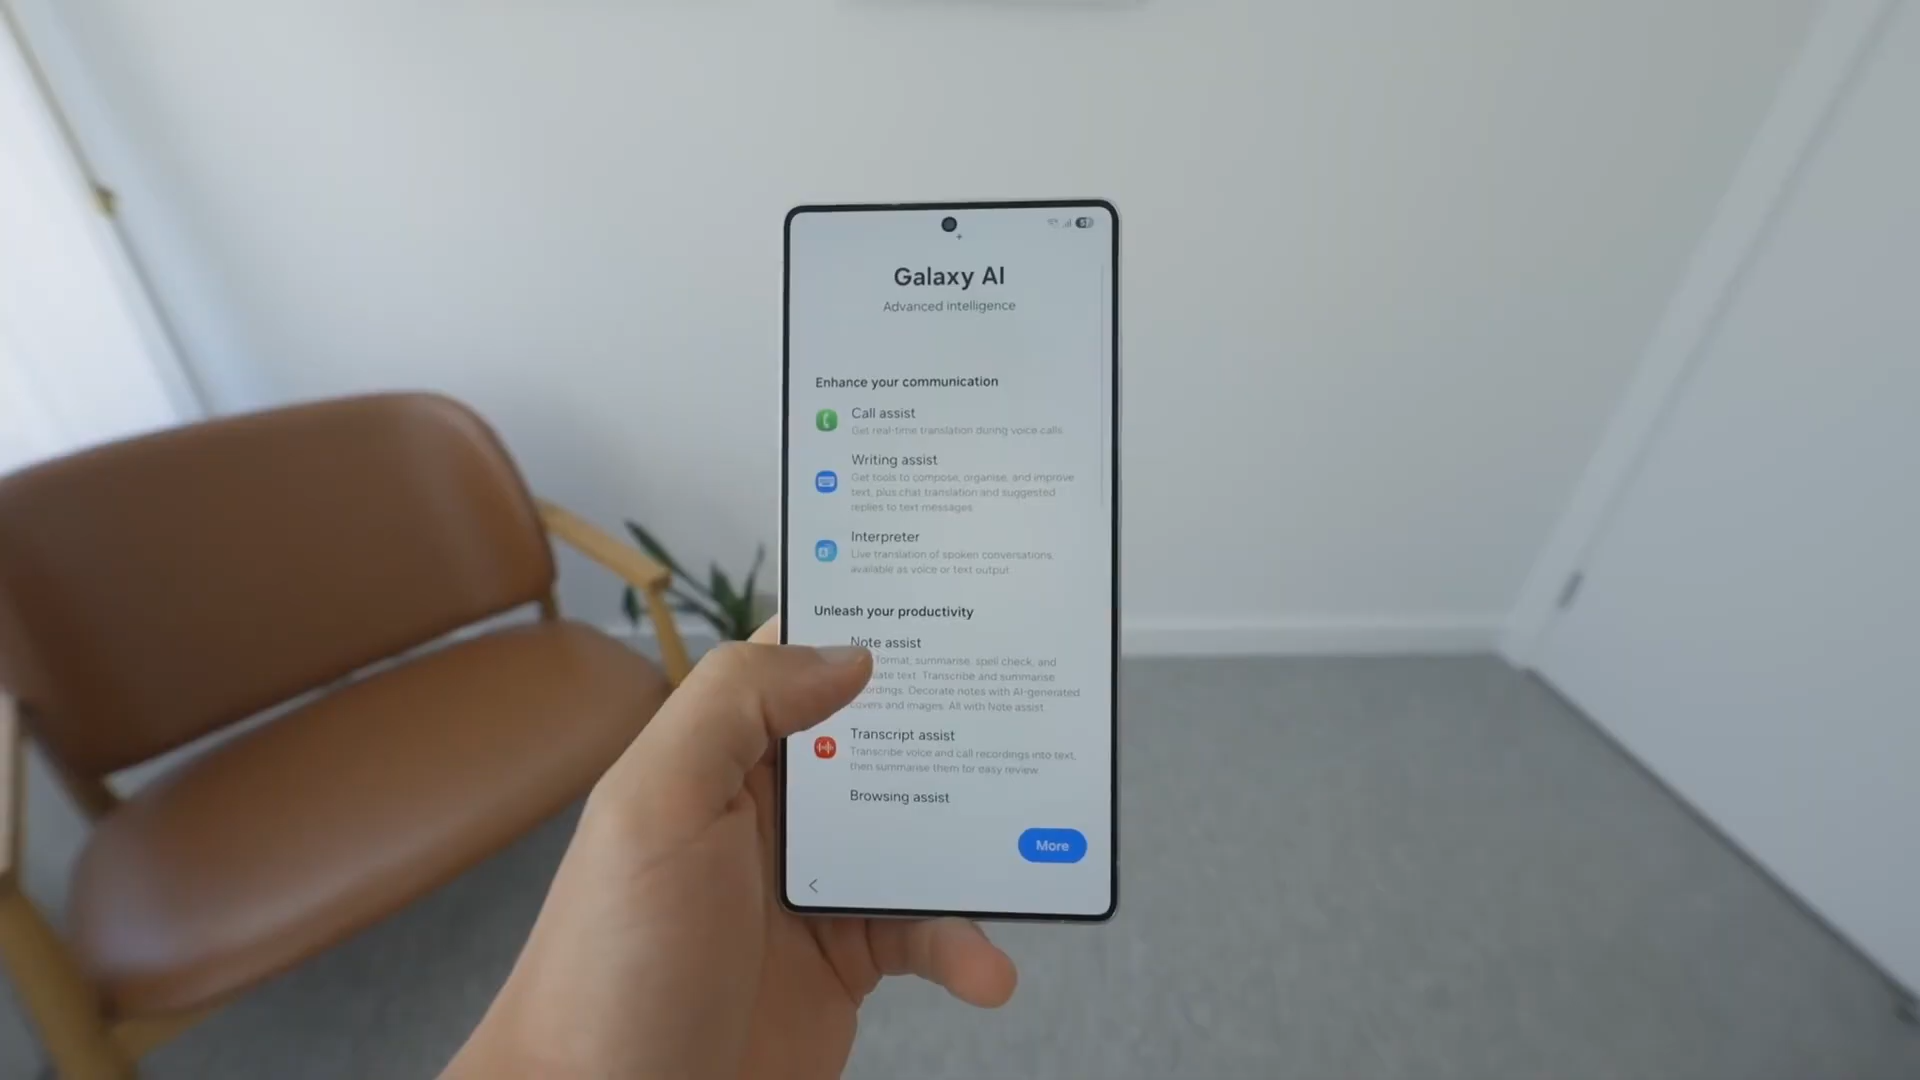 Galaxy AI
Advanced intelligence
Enhance your communication
Call assist
Get real-time translation during voice calls.
Writing assist
Get tools to compose, organise, and improve
text, plus chat translation and suggested
replies to text messages.
Interpreter
Live translation of spoken conversations,
available as voice or text output.
Unleash your productivity
Note assist
format, summarise, spell check, and
text. Transcribe and summarise
Decorate notes with AI-generated
covers and images. All with Note assist.
Transcript assist
Transcribe voice and call recordings into text,
then summarise them for easy review.
Browsing assist
More